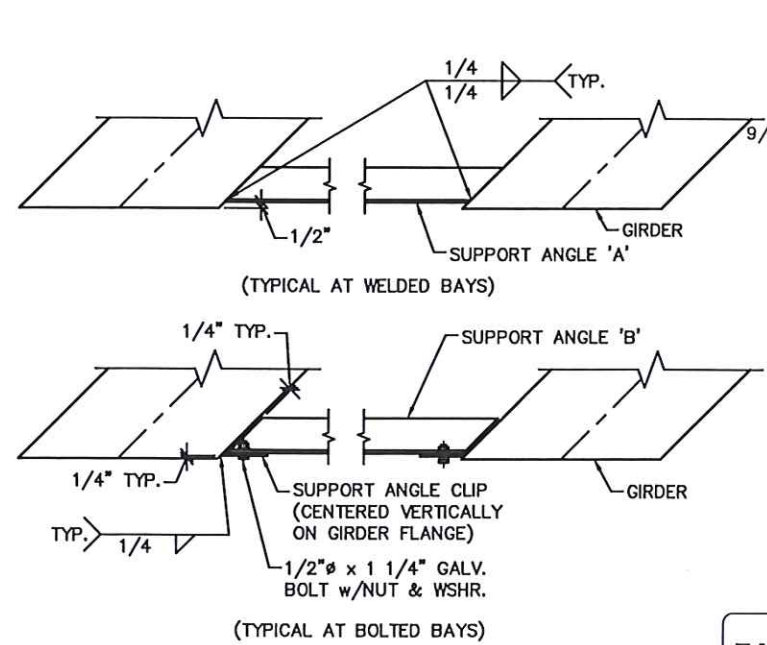 1/4
1/4
TYP.
9/
1/2"
GIRDER
SUPPORT ANGLE 'A'
(TYPICAL AT WELDED BAYS)
1/4" TYP.
SUPPORT ANGLE 'B'
1/4" TYP.
SUPPORT ANGLE CLIP
(CENTERED VERTICALLY
ON GIRDER FLANGE)
GIRDER
TYP.
1/4
1/2"ø x 1 1/4" GALV.
BOLT w/NUT & WSHR.
(TYPICAL AT BOLTED BAYS)